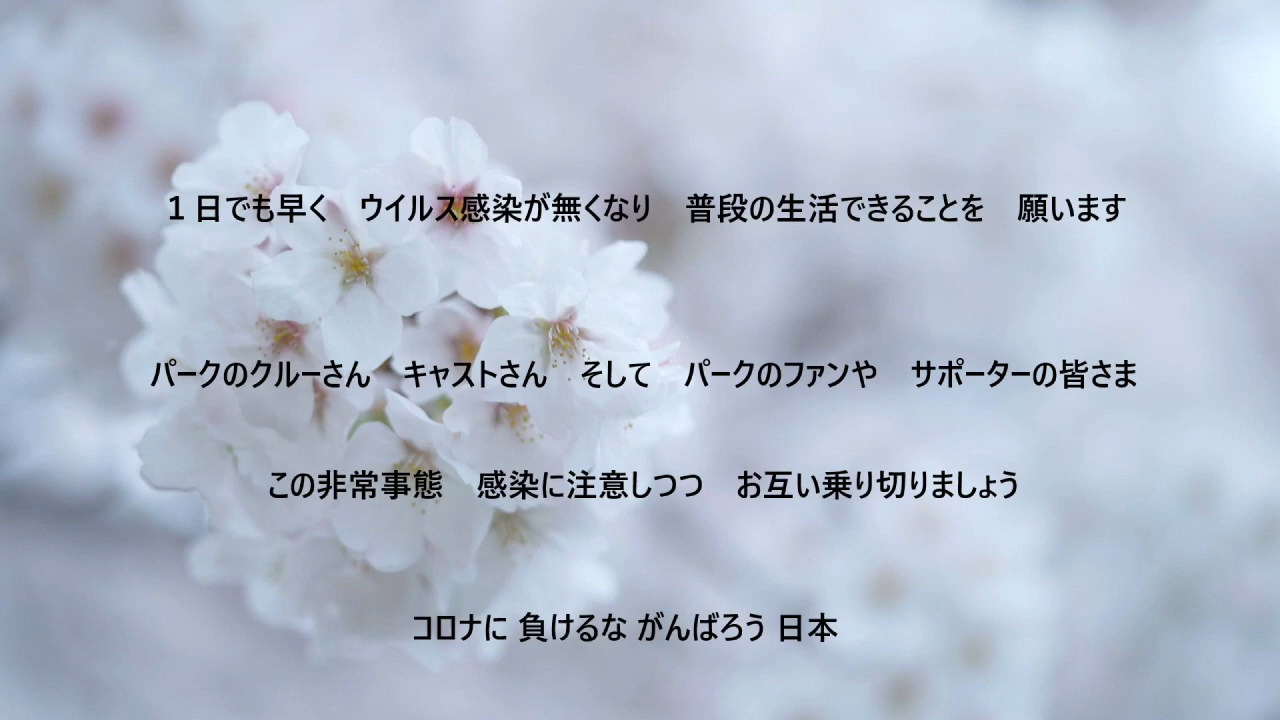 1日でも早く　ウイルス感染が無くなり　普段の生活できることを　願います
パークのクルーさん　キャストさん　そして　パークのファンや　サポーターの皆さま
この非常事態　感染に注意しつつ　お互い乗り切りましょう
コロナに 負けるな がんばろう 日本